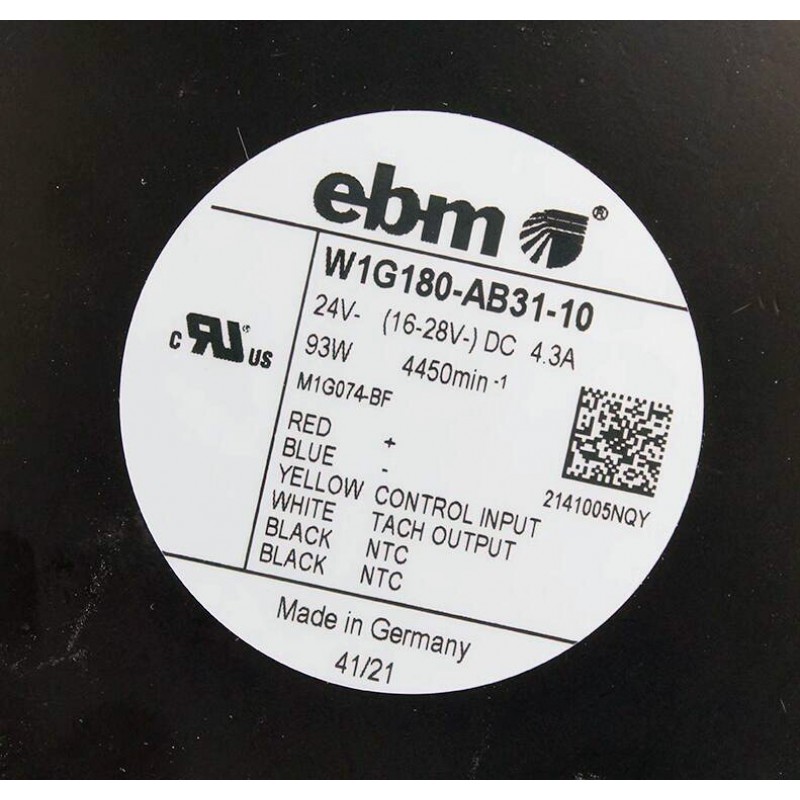 ebm ®
W1G180-AB31-10
24V- (16-28V-) DC 4.3A
93W 4450min -1
M1G074-BF
c RU ® US
RED +
BLUE -
YELLOW CONTROL INPUT
WHITE TACH OUTPUT
BLACK NTC
BLACK NTC
2141005NQY
Made in Germany
41/21